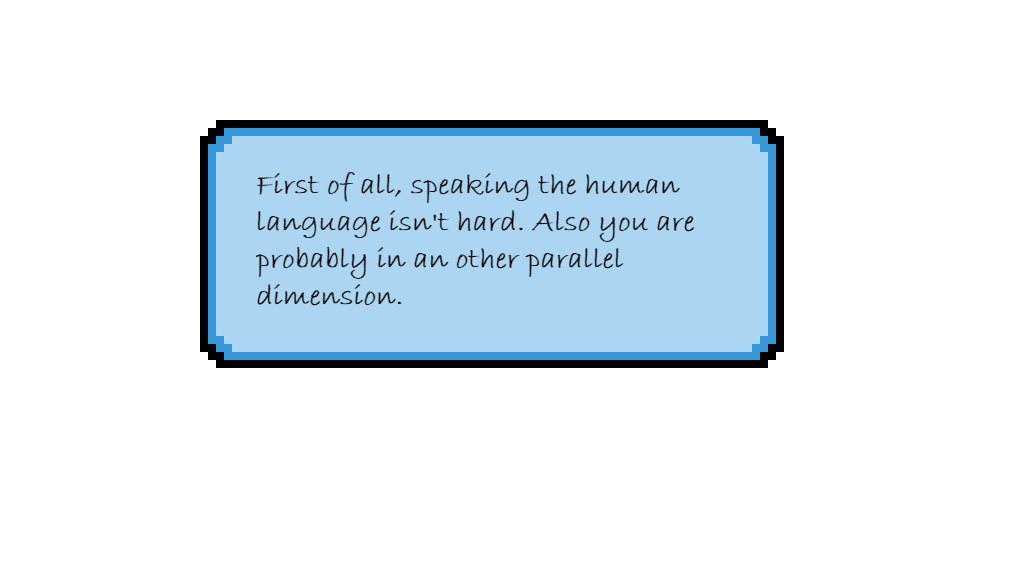 First of all, speaking the human
language isn't hard. Also you are
probably in an other parallel
dimension.